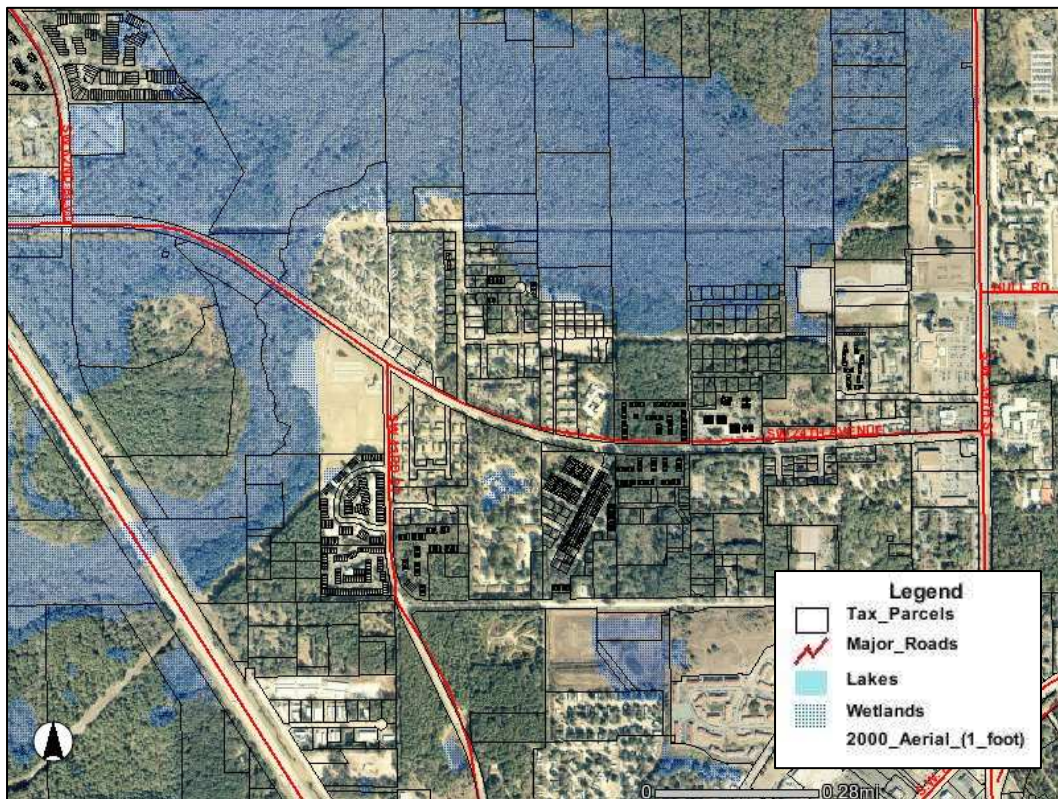 HULL RD
SW 24TH AVENUE
Legend
Tax_Parcels
Major_Roads
Lakes
Wetlands
2000_Aerial_(1_foot)
0 0.28mi